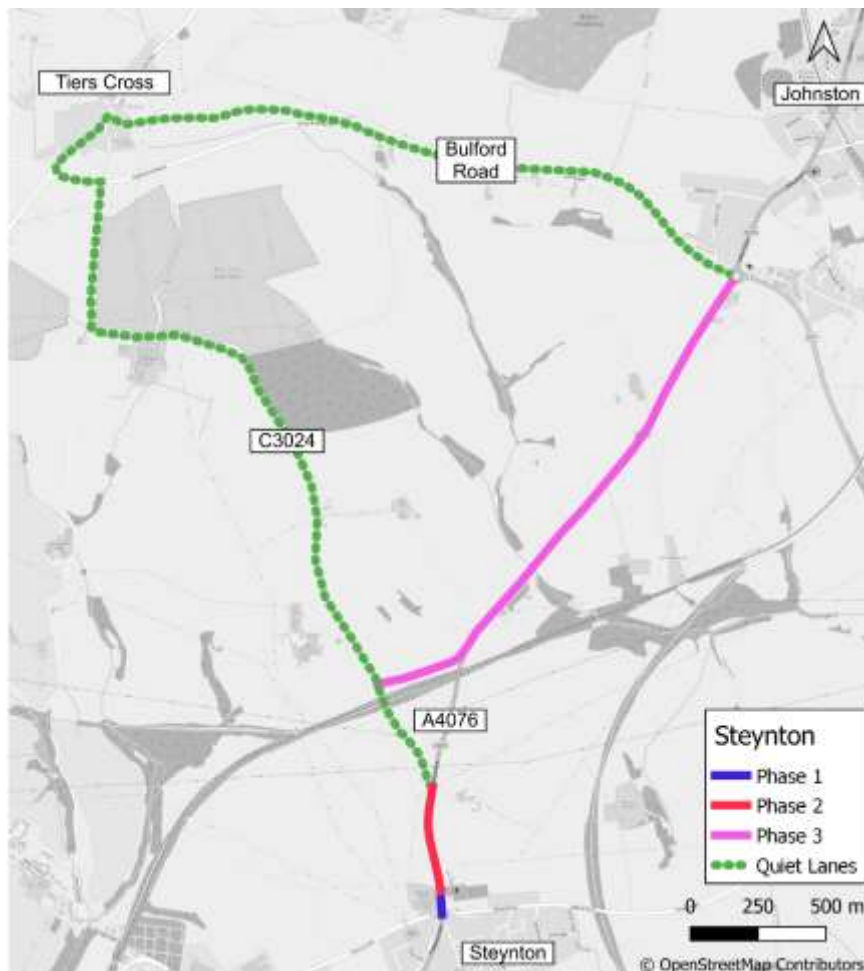 Tiers Cross
Johnston
Bulford
Road
C3024
A4076
Steynton
Phase 1
Phase 2
Phase 3
Quiet Lanes
0 250 500 m
Steynton
© OpenStreetMap Contributors